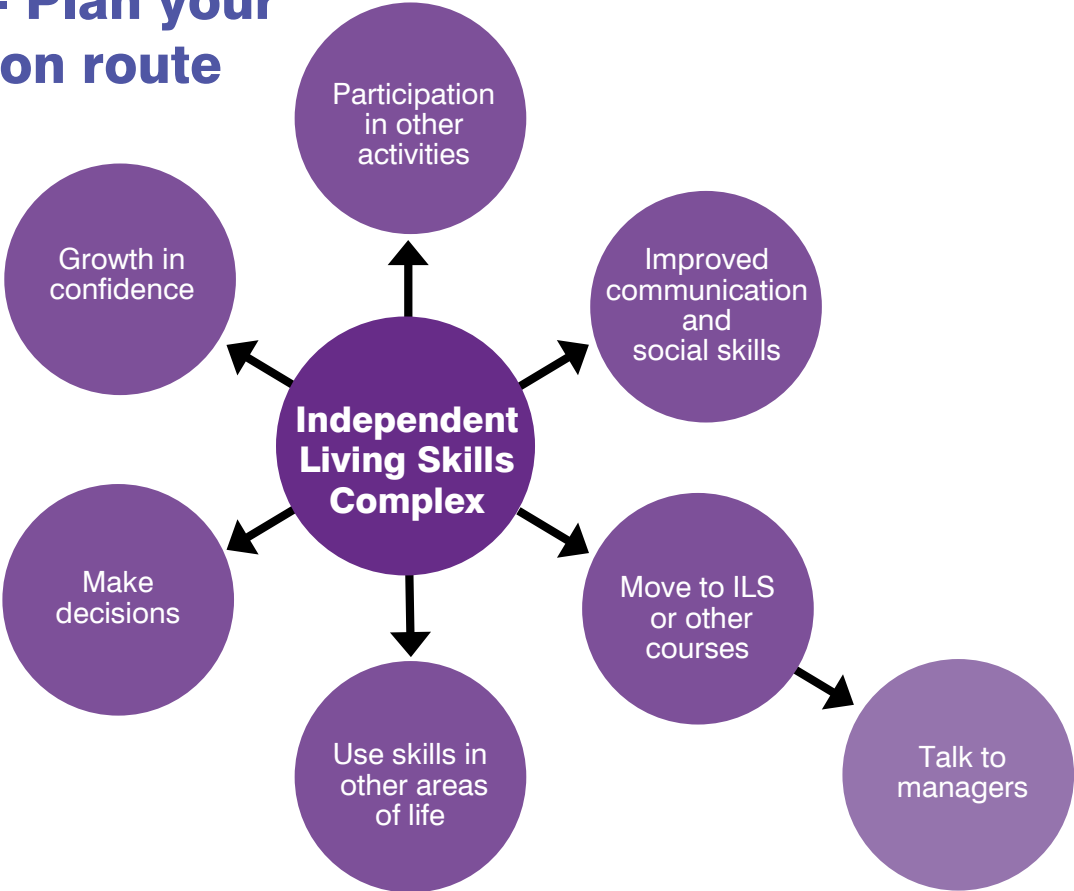 - Plan your
on route
Participation
in other
activities
Growth in
confidence
Improved
communication
and
social skills
Independent
Living Skills
Complex
Make
decisions
Move to ILS
or other
courses
Use skills in
other areas
of life
Talk to
managers